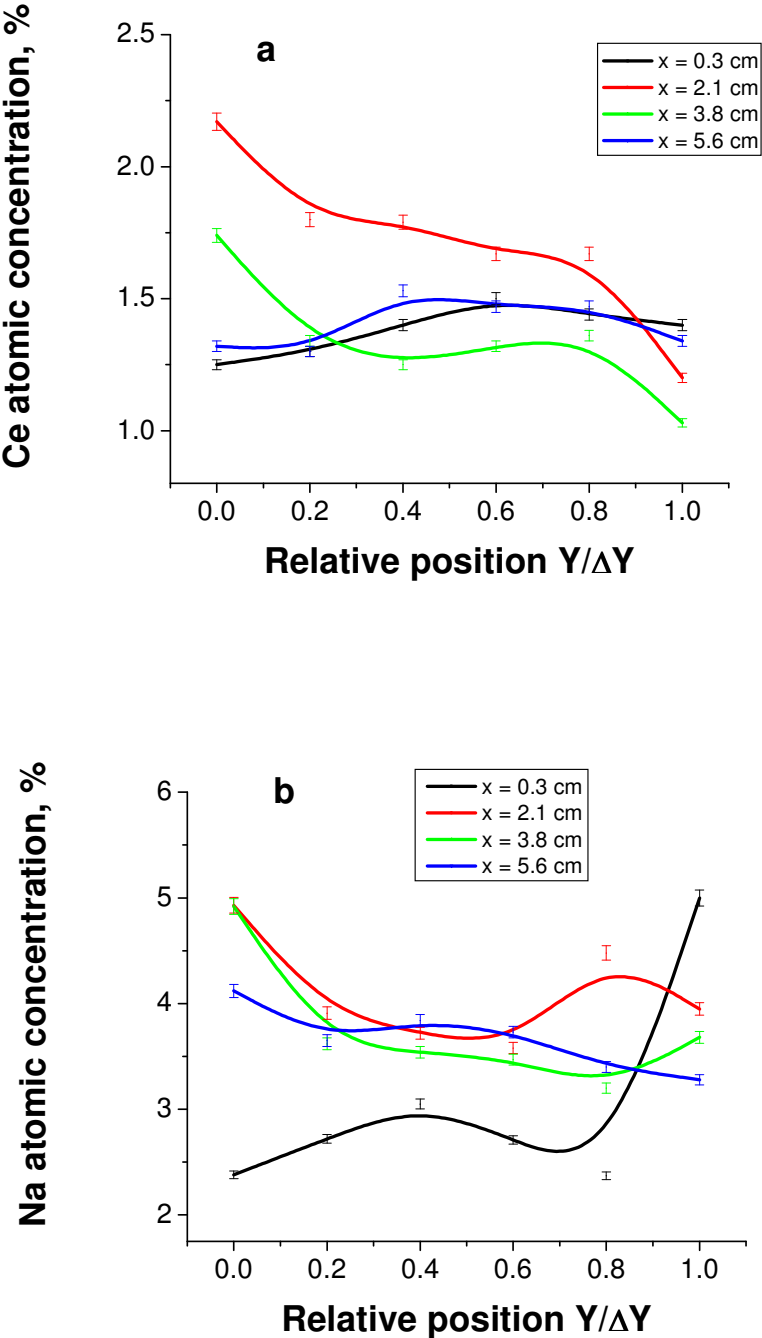 a
x = 0.3 cm
x = 2.1 cm
x = 3.8 cm
x = 5.6 cm
Ce atomic concentration, %
2.5
2.0
1.5
1.0
0.0 0.2 0.4 0.6 0.8 1.0
Relative position Y/ΔY
b
x = 0.3 cm
x = 2.1 cm
x = 3.8 cm
x = 5.6 cm
Na atomic concentration, %
6
5
4
3
2
0.0 0.2 0.4 0.6 0.8 1.0
Relative position Y/ΔY